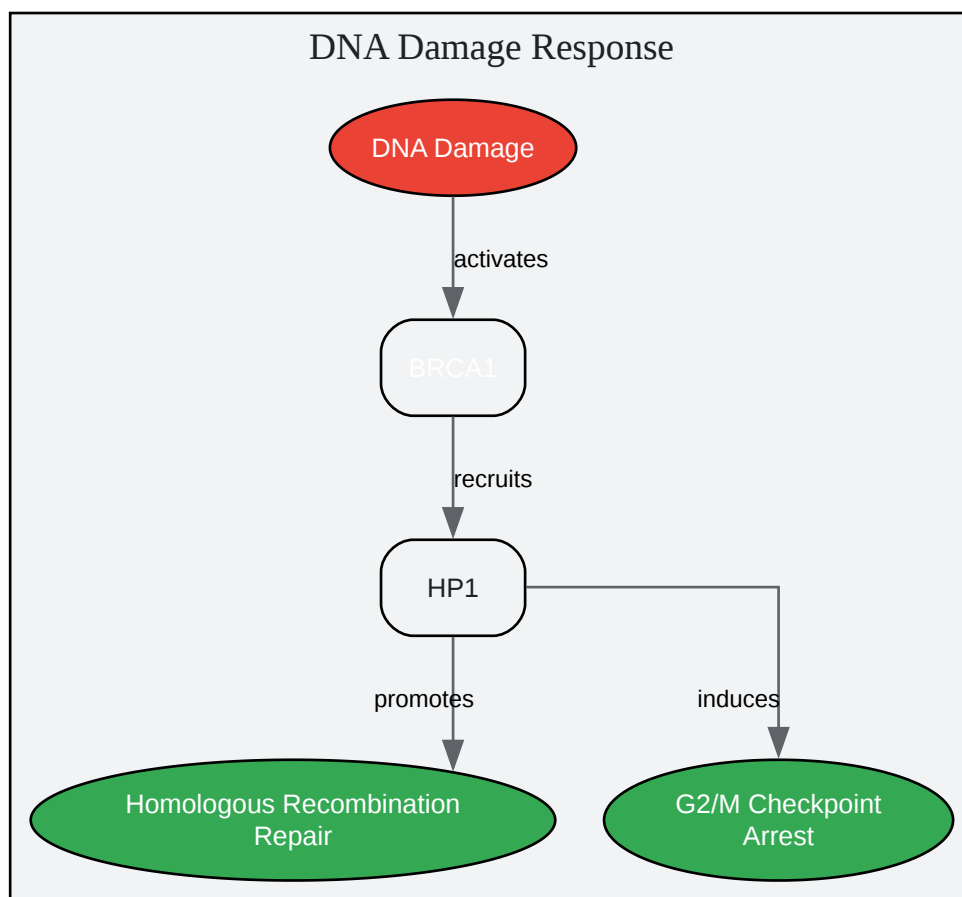 DNA Damage Response
DNA Damage
activates
BRCA1
recruits
HP1
promotes
induces
Homologous Recombination
Repair
G2/M Checkpoint
Arrest